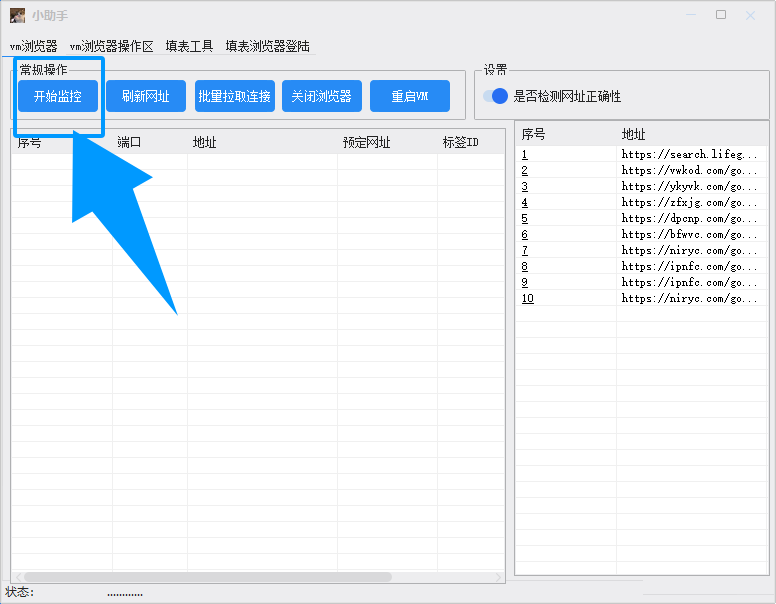 小助手
vm浏览器 vm浏览器操作区 填表工具 填表浏览器登陆
常规操作
开始监控 刷新网址 批量拉取连接 关闭浏览器 重启VM
设置
是否检测网址正确性
序号 端口 地址 预定网址 标签ID
序号 地址
1 https://search.lifeg...
2 https://vwkod.com/go...
3 https://ykyvk.com/go...
4 https://zfxjg.com/go...
5 https://dpcnp.com/go...
6 https://bfwvc.com/go...
7 https://niryc.com/go...
8 https://ipnfc.com/go...
9 https://ipnfc.com/go...
10 https://niryc.com/go...
状态: ............